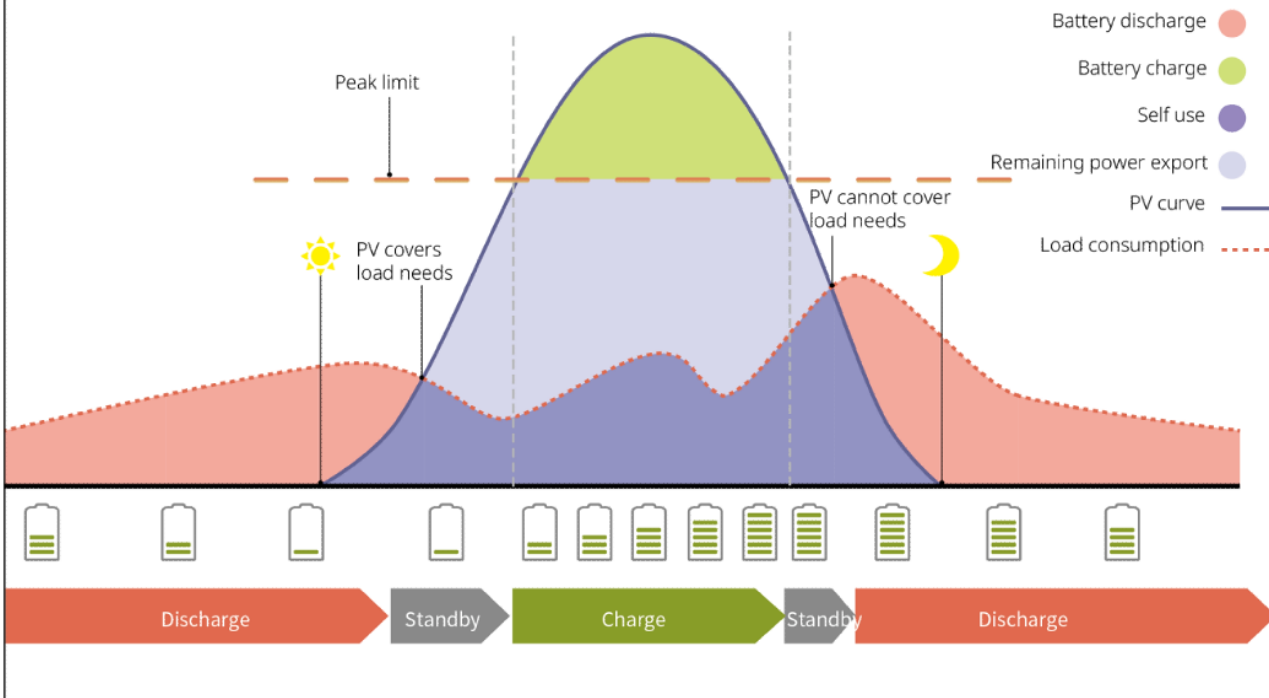 Battery discharge
Battery charge
Self use
Remaining power export
PV curve
Load consumption
Peak limit
PV cannot cover
load needs
PV covers
load needs
Discharge
Standby
Charge
Standby
Discharge